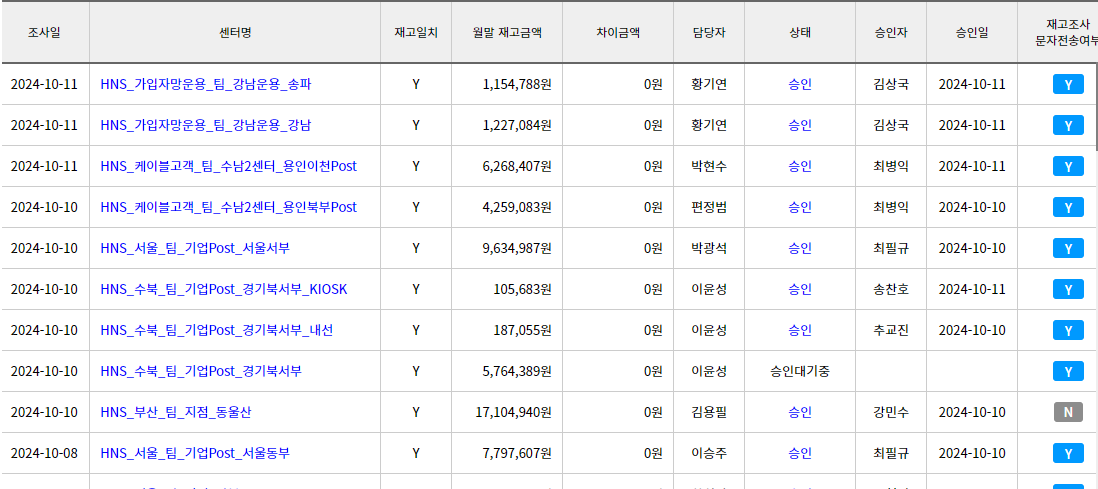 조사일 센터명 재고일치 월말 재고금액 차이금액 담당자 상태 승인자 승인일 재고조사
문자전송여부
2024-10-11 HNS_가입자망운용_팀_강남운용_송파 Y 1,154,788원 0원 황기연 승인 김상국 2024-10-11 Y
2024-10-11 HNS_가입자망운용_팀_강남운용_강남 Y 1,227,084원 0원 황기연 승인 김상국 2024-10-11 Y
2024-10-11 HNS_케이블고객_팀_수남2센터_용인이천Post Y 6,268,407원 0원 박현수 승인 최병익 2024-10-11 Y
2024-10-10 HNS_케이블고객_팀_수남2센터_용인북부Post Y 4,259,083원 0원 편정범 승인 최병익 2024-10-10 Y
2024-10-10 HNS_서울_팀_기업Post_서울서부 Y 9,634,987원 0원 박광석 승인 최필규 2024-10-10 Y
2024-10-10 HNS_수북_팀_기업Post_경기북서부_KIOSK Y 105,683원 0원 이윤성 승인 송찬호 2024-10-11 Y
2024-10-10 HNS_수북_팀_기업Post_경기북서부_내선 Y 187,055원 0원 이윤성 승인 추교진 2024-10-10 Y
2024-10-10 HNS_수북_팀_기업Post_경기북서부 Y 5,764,389원 0원 이윤성 승인대기중 Y
2024-10-10 HNS_부산_팀_지점_동울산 Y 17,104,940원 0원 김용필 승인 강민수 2024-10-10 N
2024-10-08 HNS_서울_팀_기업Post_서울동부 Y 7,797,607원 0원 이승주 승인 최필규 2024-10-10 Y